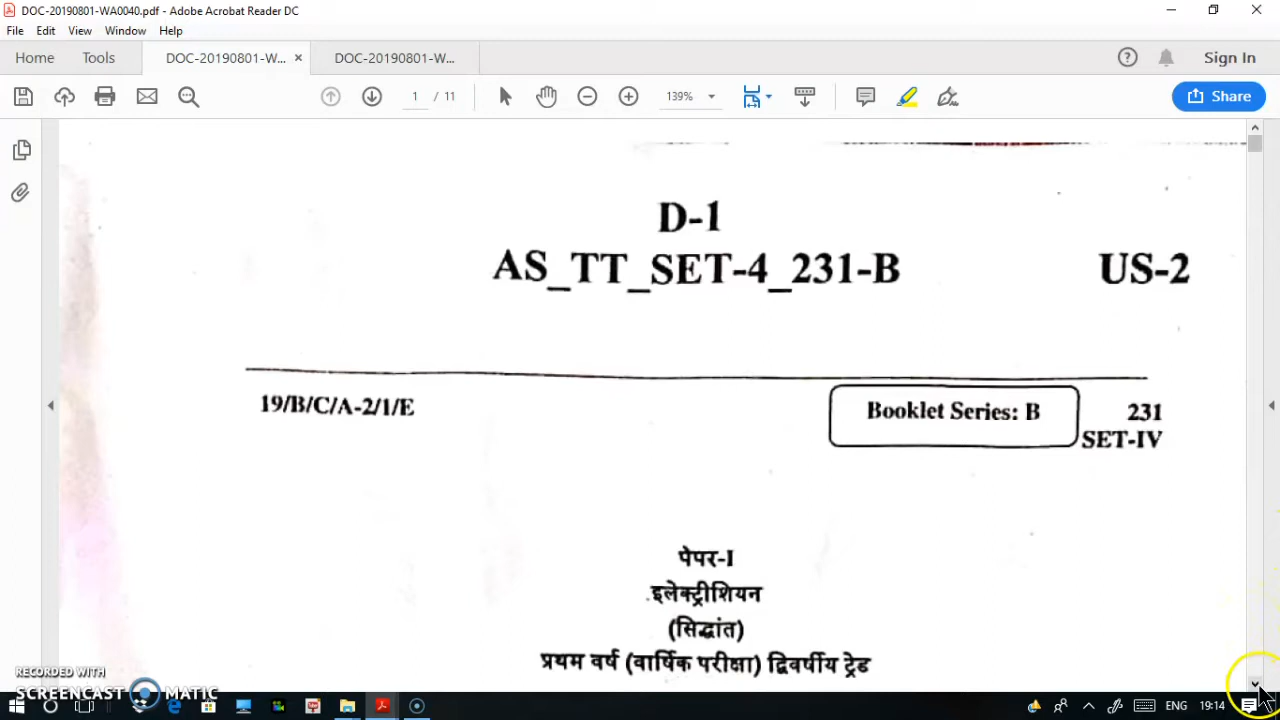 DOC-20190801-WA0040.pdf - Adobe Acrobat Reader DC
File Edit View Window Help
Home Tools DOC-20190801-W... × DOC-20190801-W... Sign In
1 / 11 139% Share
D-1
AS_TT_SET-4_231-B US-2
19/B/C/A-2/1/E Booklet Series: B 231
SET-IV
पेपर-I
इलेक्ट्रीशियन
(सिद्धांत)
प्रथम वर्ष (वार्षिक परीक्षा) द्विवर्षीय ट्रेड
RECORDED WITH
SCREENCAST MATIC
ENG 19:14